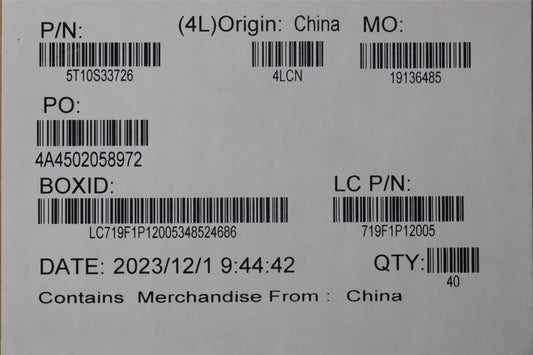 P/N: (4L)Origin: China MO:
5T10S33726 4LCN 19136485
PO:
4A4502058972
BOXID: LC P/N:
LC719F1P12005348524686 719F1P12005
DATE: 2023/12/1 9:44:42 QTY:
40
Contains Merchandise From : China